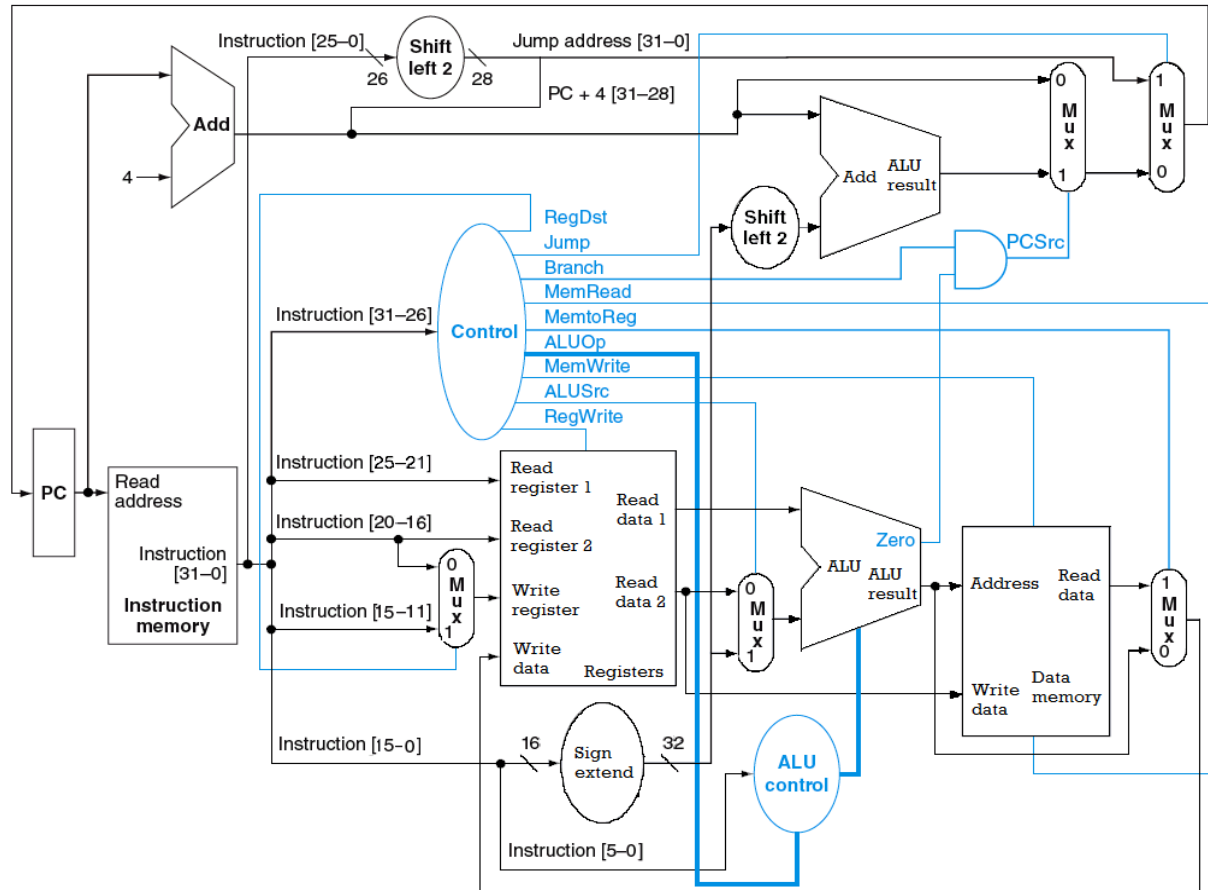 Instruction [25–0]
Shift
left 2
26
28
Jump address [31–0]
PC + 4 [31–28]
Add
4
0
M
u
x
1
1
M
u
x
0
Add
ALU
result
Shift
left 2
RegDst
Jump
Branch
MemRead
MemtoReg
ALUOp
MemWrite
ALUSrc
RegWrite
PCSrc
Instruction [31–26]
Control
PC
Read
address
Instruction
[31–0]
Instruction
memory
Instruction [25–21]
Instruction [20–16]
Instruction [15–11]
0
M
u
x
1
Read
register 1
Read
register 2
Write
register
Write
data
Read
data 1
Read
data 2
Registers
0
M
u
x
1
Zero
ALU
ALU
result
Address
Read
data
Write
data
Data
memory
1
M
u
x
0
Instruction [15-0]
16
Sign
extend
32
ALU
control
Instruction [5–0]